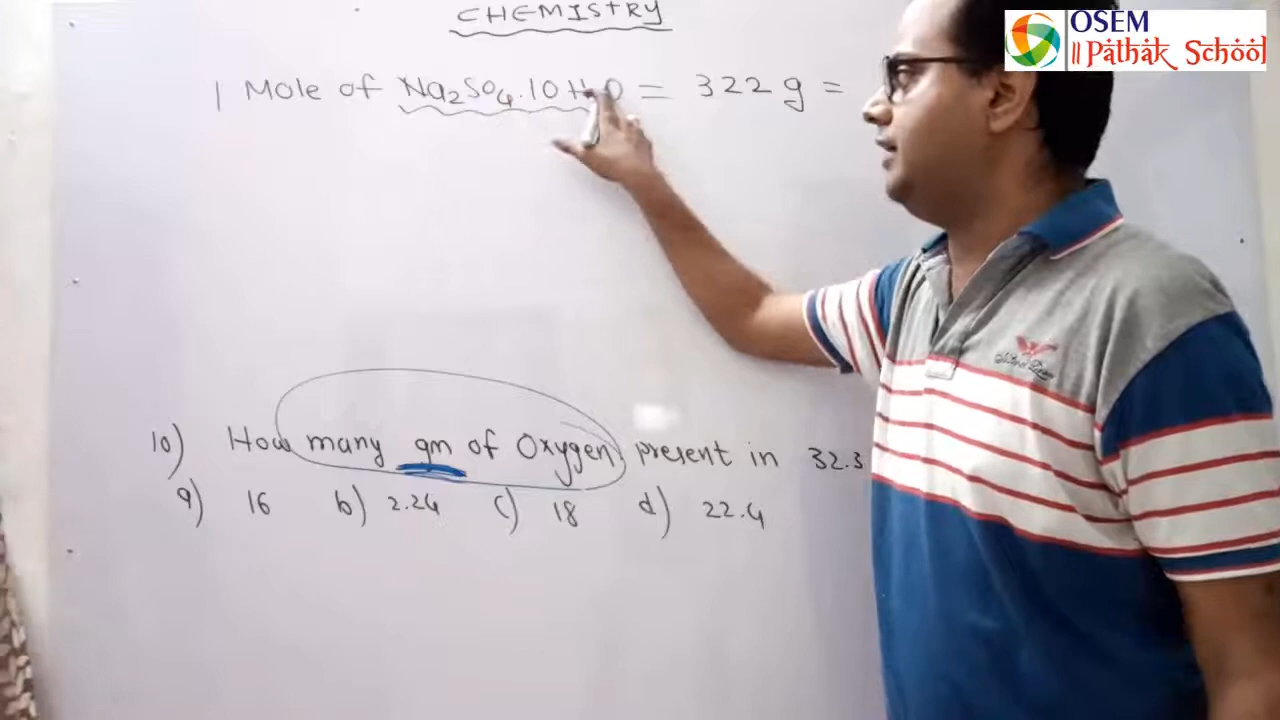 CHEMISTRY
OSEM
|| Pathak School
1 Mole of Na₂SO₄.10H₂O = 322 g =
10) How many gm of Oxygen present in 32.3
a) 16 b) 2.24 c) 18 d) 22.4